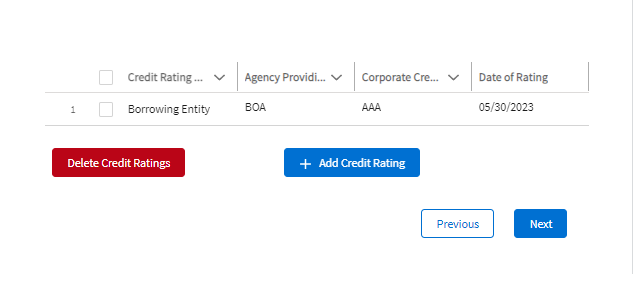 Credit Rating ... Agency Providi... Corporate Cre... Date of Rating
1 Borrowing Entity BOA AAA 05/30/2023
Delete Credit Ratings + Add Credit Rating
Previous Next